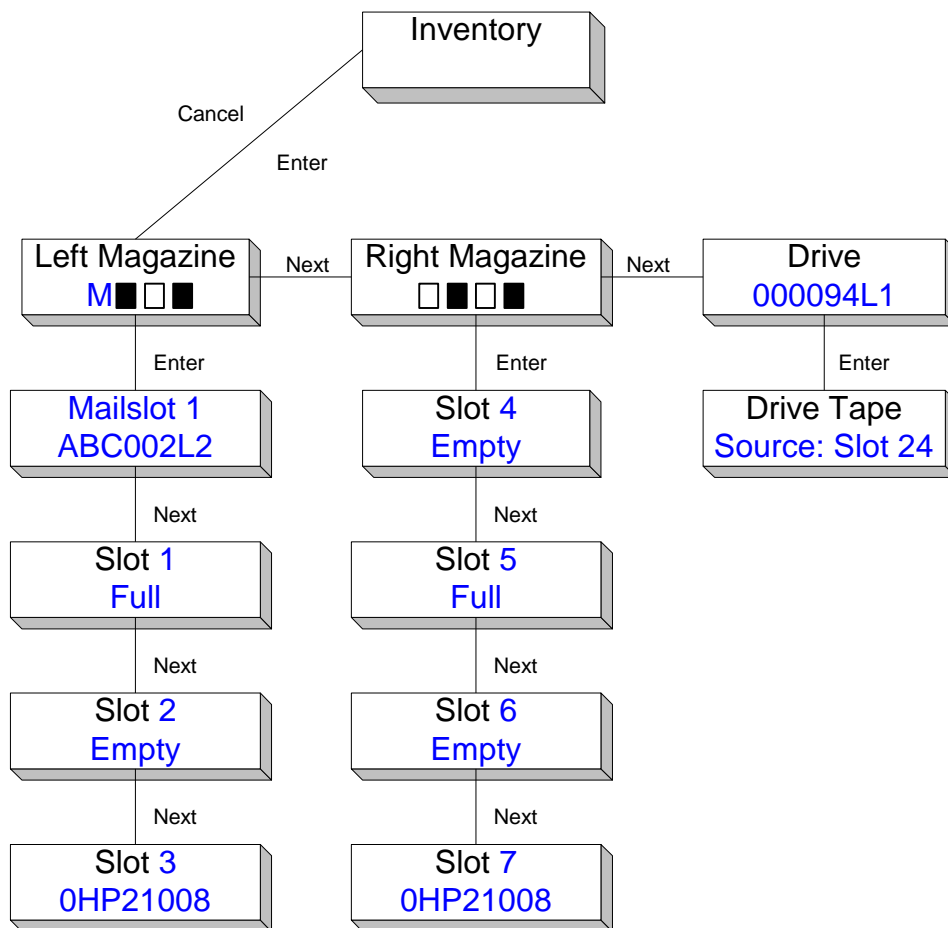 Inventory
Cancel
Enter
Left Magazine
M
Next
Right Magazine
Next
Drive
000094L1
Enter
Enter
Enter
Mailslot 1
ABC002L2
Slot 4
Empty
Drive Tape
Source: Slot 24
Next
Next
Slot 1
Full
Slot 5
Full
Next
Next
Slot 2
Empty
Slot 6
Empty
Next
Next
Slot 3
0HP21008
Slot 7
0HP21008